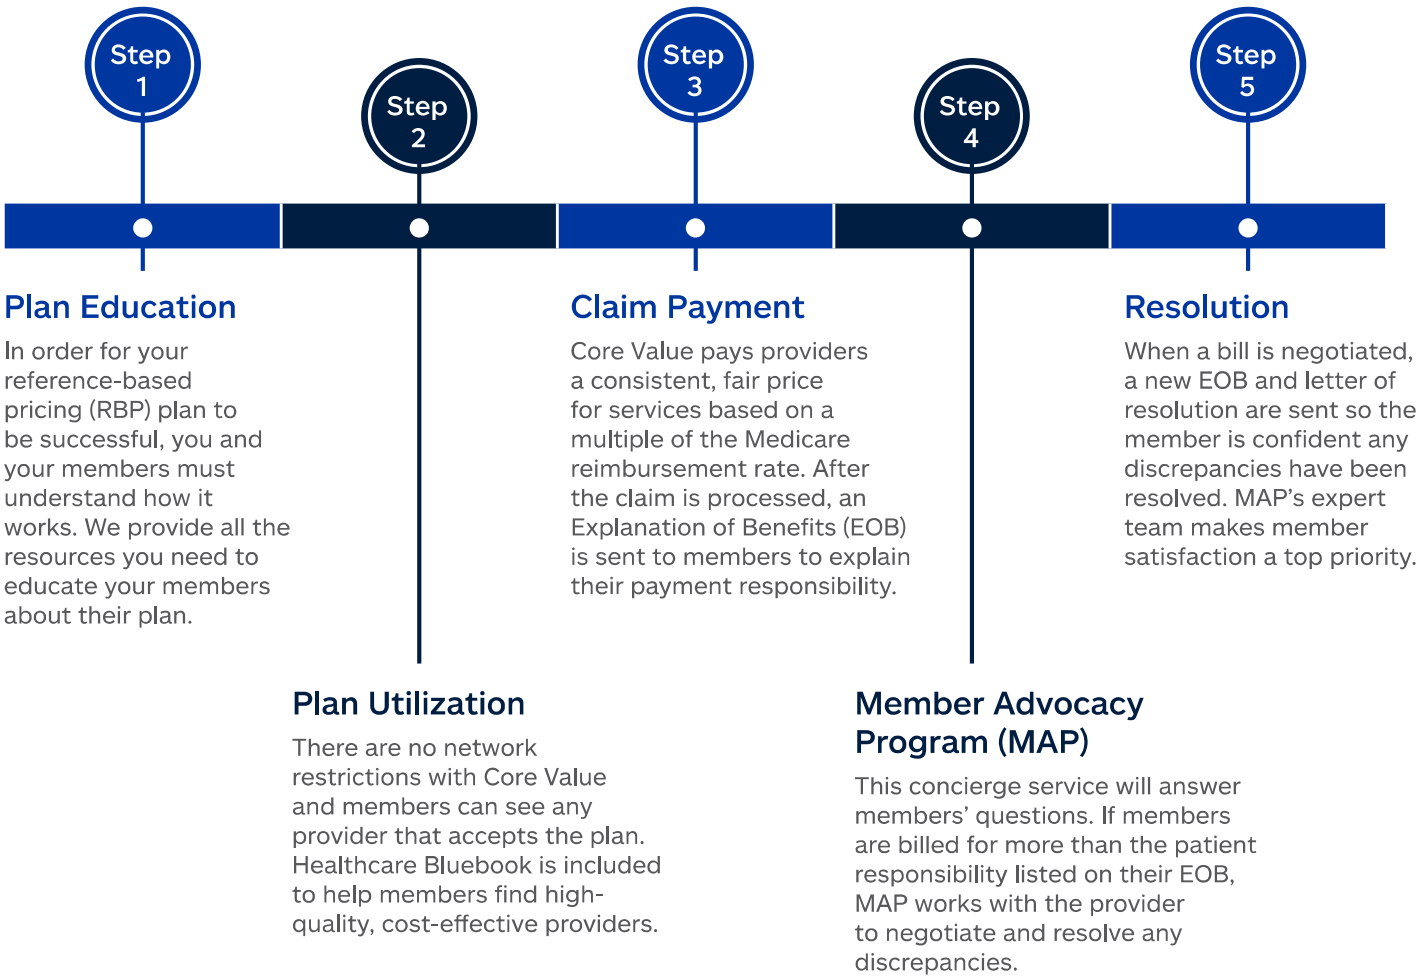 Step
1
Step
2
Step
3
Step
4
Step
5
Plan Education
In order for your
reference-based
pricing (RBP) plan to
be successful, you and
your members must
understand how it
works. We provide all the
resources you need to
educate your members
about their plan.
Plan Utilization
There are no network
restrictions with Core Value
and members can see any
provider that accepts the plan.
Healthcare Bluebook is included
to help members find high-
quality, cost-effective providers.
Claim Payment
Core Value pays providers
a consistent, fair price
for services based on a
multiple of the Medicare
reimbursement rate. After
the claim is processed, an
Explanation of Benefits (EOB)
is sent to members to explain
their payment responsibility.
Member Advocacy
Program (MAP)
This concierge service will answer
members’ questions. If members
are billed for more than the patient
responsibility listed on their EOB,
MAP works with the provider
to negotiate and resolve any
discrepancies.
Resolution
When a bill is negotiated,
a new EOB and letter of
resolution are sent so the
member is confident any
discrepancies have been
resolved. MAP’s expert
team makes member
satisfaction a top priority.